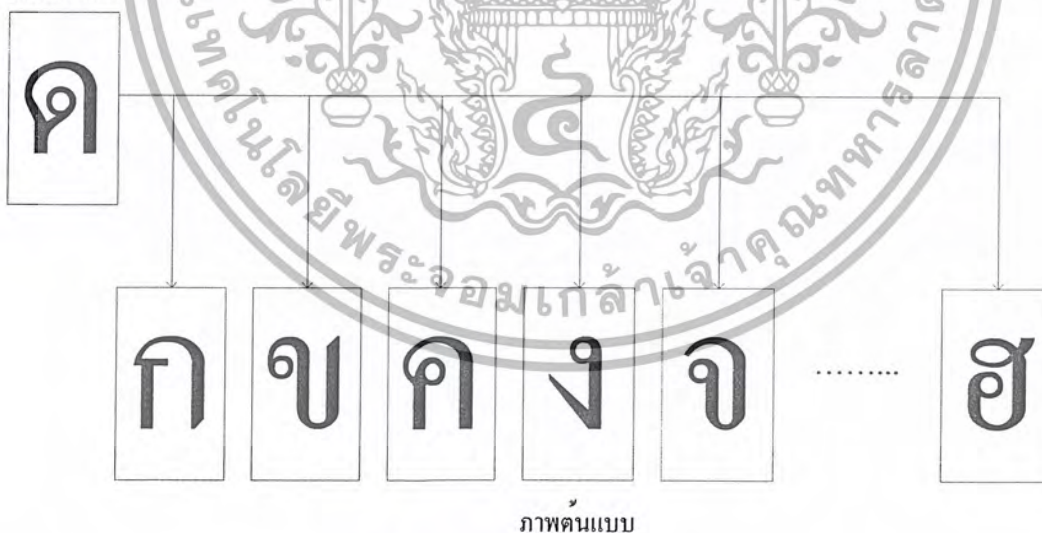 ด
นเทคโนโลยีพระจอมเกล้าเจ้าคุณทหารลาด
ก ข ค ง จ ......... ฮ
ภาพต้นแบบ